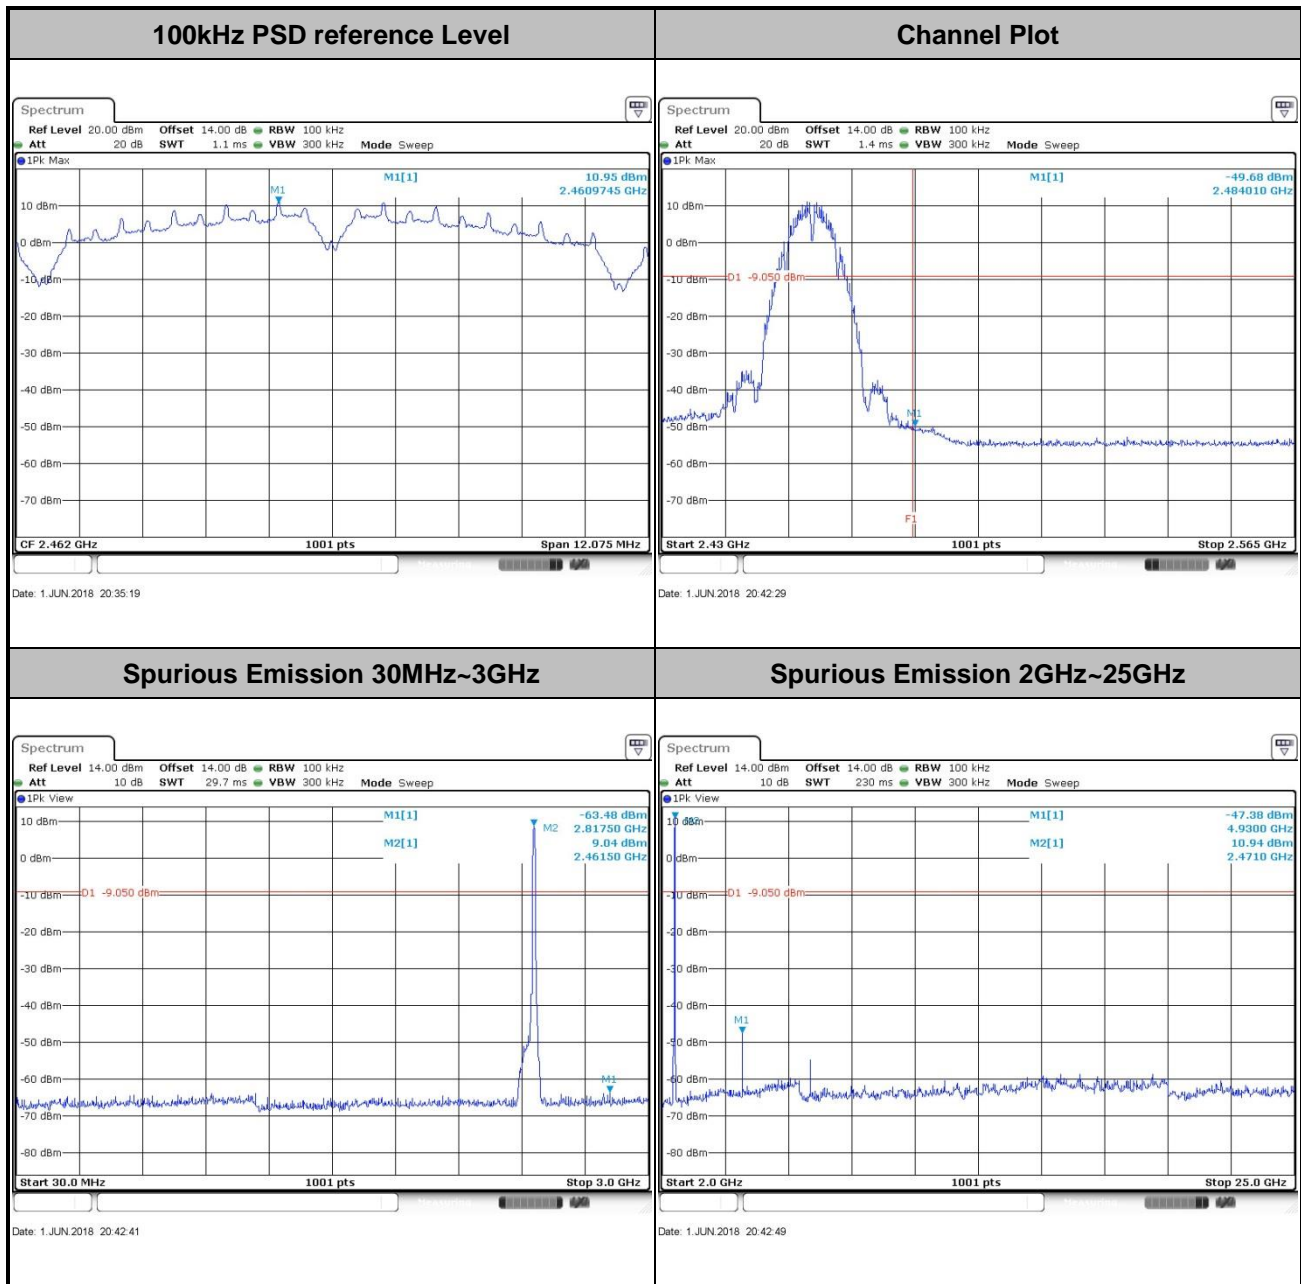 100kHz PSD reference Level
Channel Plot
Spectrum
Ref Level 20.00 dBm Offset 14.00 dB RBW 100 kHz
Att 20 dB SWT 1.1 ms VBW 300 kHz Mode Sweep
1Pk Max
M1[1] 10.95 dBm
2.4609745 GHz
M1
10 dBm
0 dBm
-10 dBm
-20 dBm
-30 dBm
-40 dBm
-50 dBm
-60 dBm
-70 dBm
CF 2.462 GHz 1001 pts Span 12.075 MHz
Date: 1.JUN.2018 20:35:19
Spectrum
Ref Level 20.00 dBm Offset 14.00 dB RBW 100 kHz
Att 20 dB SWT 1.4 ms VBW 300 kHz Mode Sweep
1Pk Max
M1[1] -49.68 dBm
2.484010 GHz
10 dBm
0 dBm
-10 dBm
D1 -9.050 dBm
-20 dBm
-30 dBm
-40 dBm
M1
-50 dBm
-60 dBm
-70 dBm
F1
Start 2.43 GHz 1001 pts Stop 2.565 GHz
Date: 1.JUN.2018 20:42:29
Spurious Emission 30MHz~3GHz
Spurious Emission 2GHz~25GHz
Spectrum
Ref Level 14.00 dBm Offset 14.00 dB RBW 100 kHz
Att 10 dB SWT 29.7 ms VBW 300 kHz Mode Sweep
1Pk View
M1[1] -63.48 dBm
2.81750 GHz
M2[1] 9.04 dBm
2.46150 GHz
10 dBm
M2
0 dBm
-10 dBm
D1 -9.050 dBm
-20 dBm
-30 dBm
-40 dBm
-50 dBm
-60 dBm
M1
-70 dBm
-80 dBm
Start 30.0 MHz 1001 pts Stop 3.0 GHz
Date: 1.JUN.2018 20:42:41
Spectrum
Ref Level 14.00 dBm Offset 14.00 dB RBW 100 kHz
Att 10 dB SWT 230 ms VBW 300 kHz Mode Sweep
1Pk View
M1[1] -47.38 dBm
4.9300 GHz
M2[1] 10.94 dBm
2.4710 GHz
10 dBm
0 dBm
-10 dBm
D1 -9.050 dBm
-20 dBm
-30 dBm
-40 dBm
M1
-50 dBm
-60 dBm
-70 dBm
-80 dBm
Start 2.0 GHz 1001 pts Stop 25.0 GHz
Date: 1.JUN.2018 20:42:49